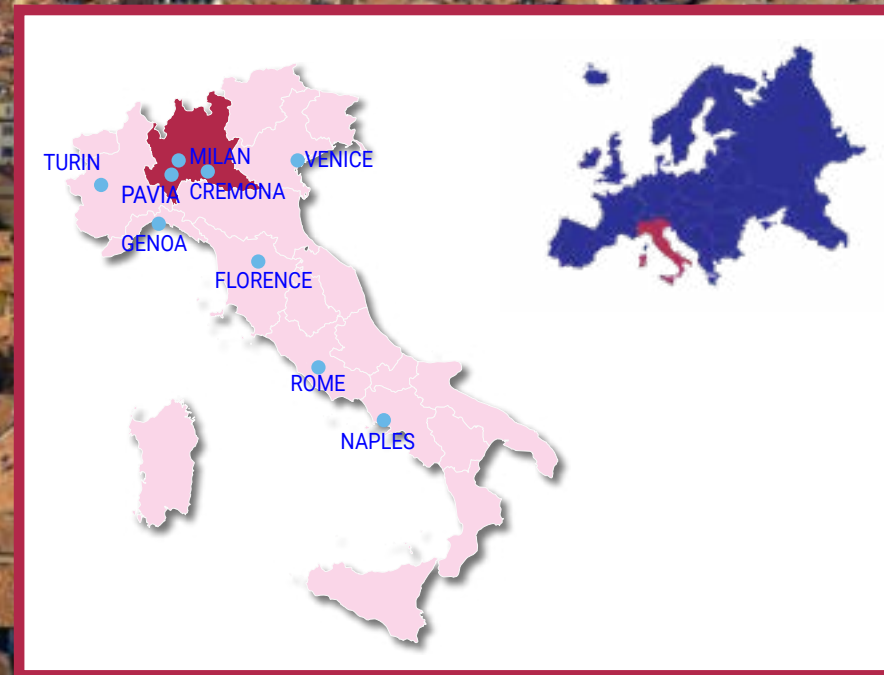 MILAN
TURIN
VENICE
PAVIA
CREMONA
GENOA
FLORENCE
ROME
NAPLES